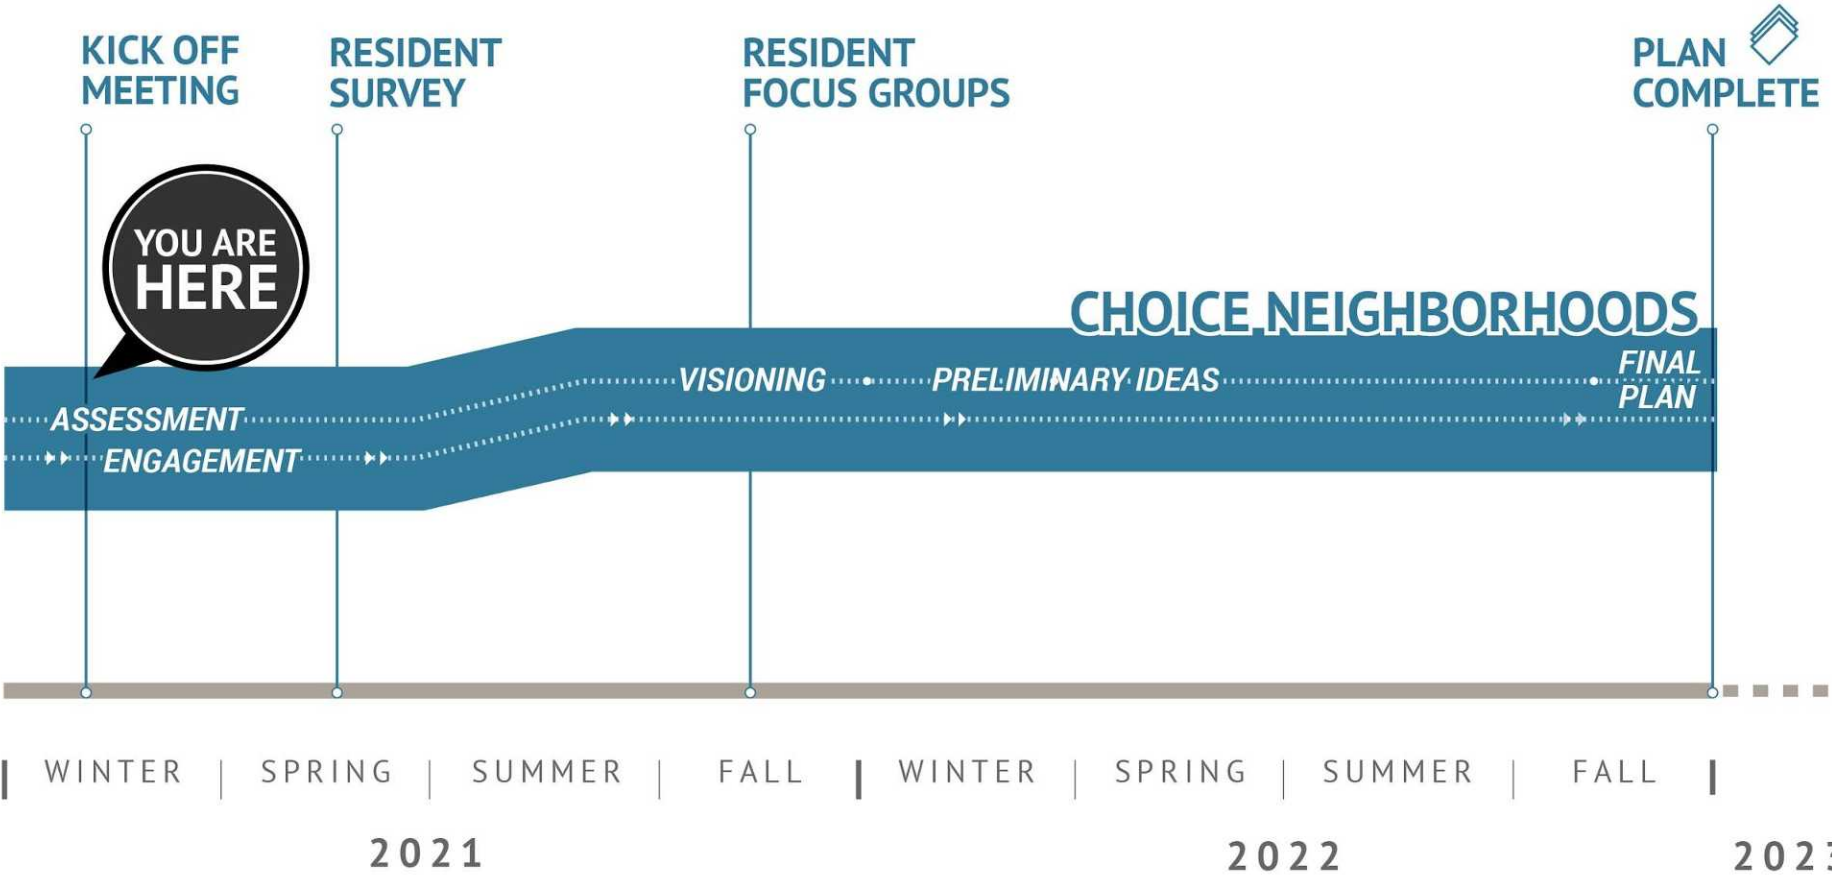 KICK OFF
MEETING
RESIDENT
SURVEY
RESIDENT
FOCUS GROUPS
PLAN
COMPLETE
YOU ARE
HERE
CHOICE NEIGHBORHOODS
ASSESSMENT
ENGAGEMENT
VISIONING
PRELIMINARY IDEAS
FINAL
PLAN
WINTER SPRING SUMMER FALL WINTER SPRING SUMMER FALL
2021 2022 2023